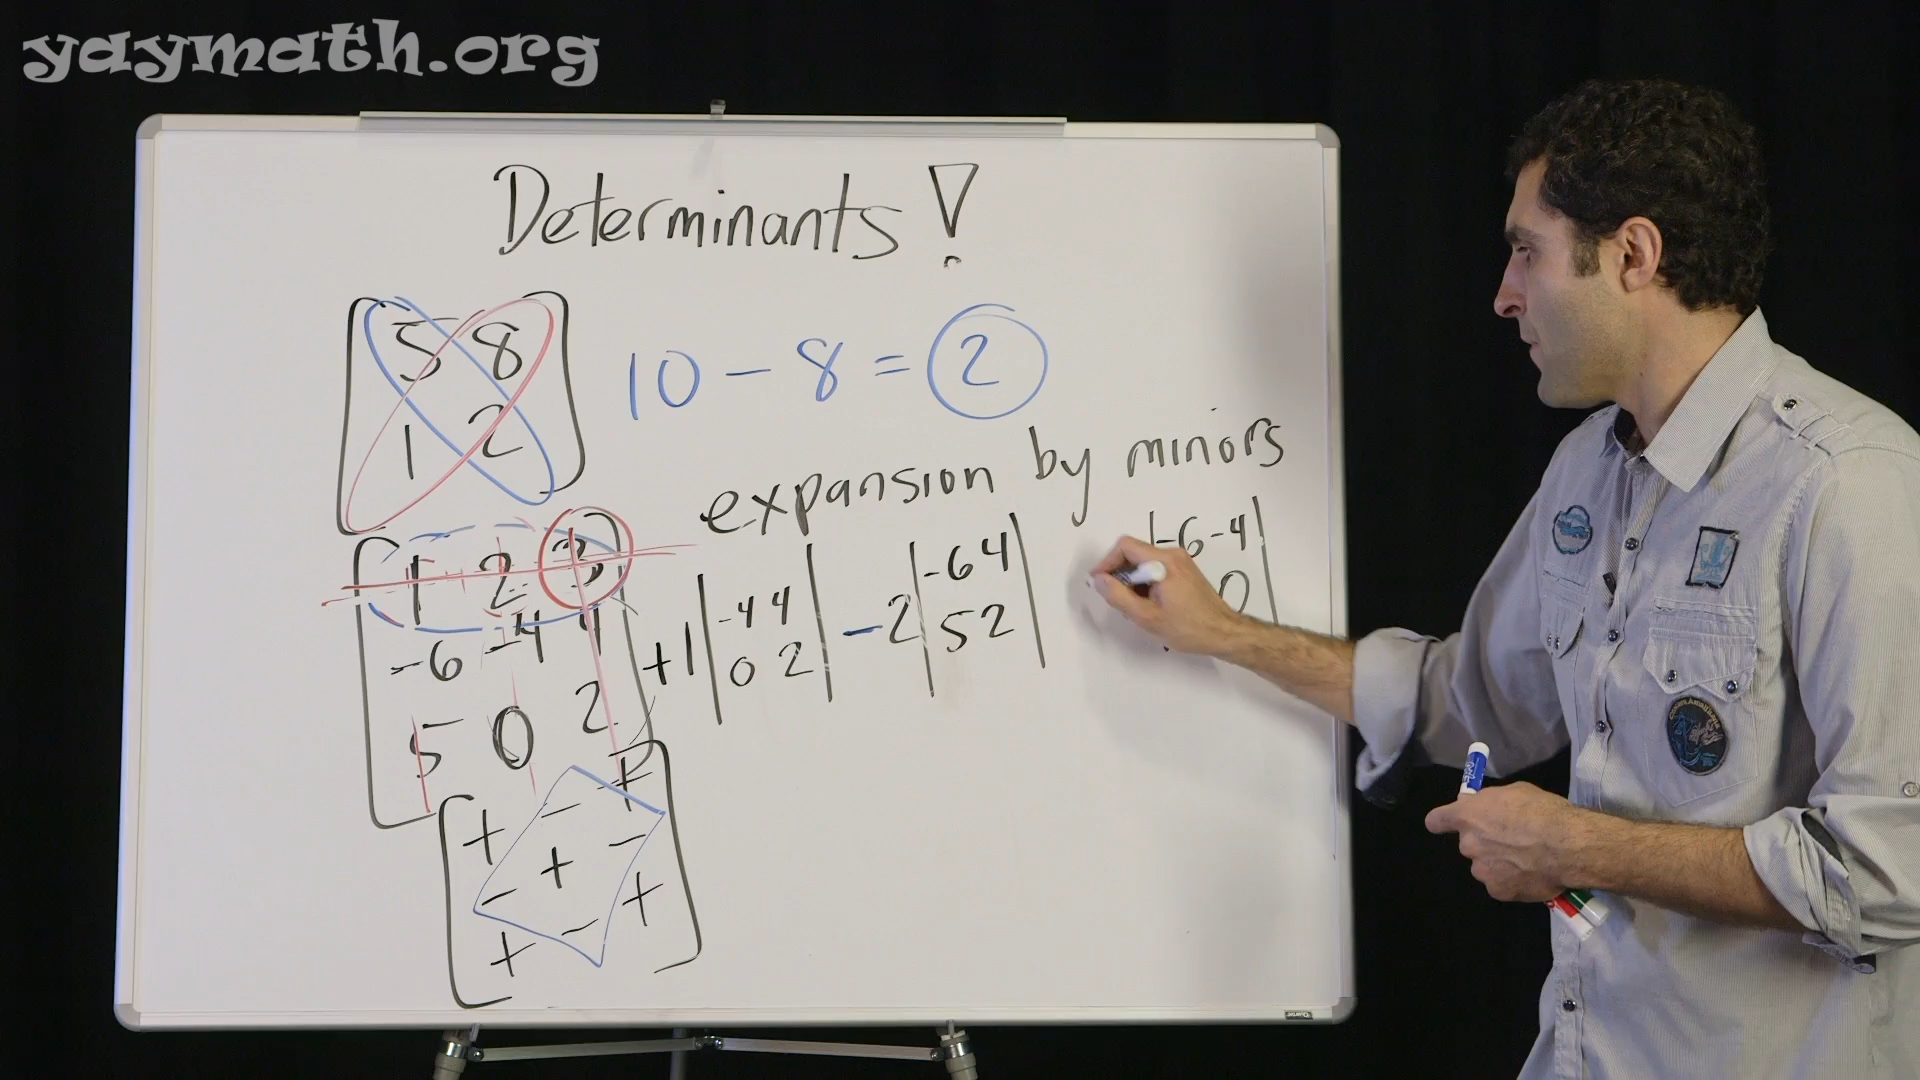 yaymath.org
Determinants!
5 8
1 2
10 - 8 = 2
expansion by minors
1 2 3
-6 -4 4
5 0 2
+1 |-4 4| -2 |-6 4| |-6 -4|
|0 2| |5 2| 0|
+ - +
- + -
+ - +